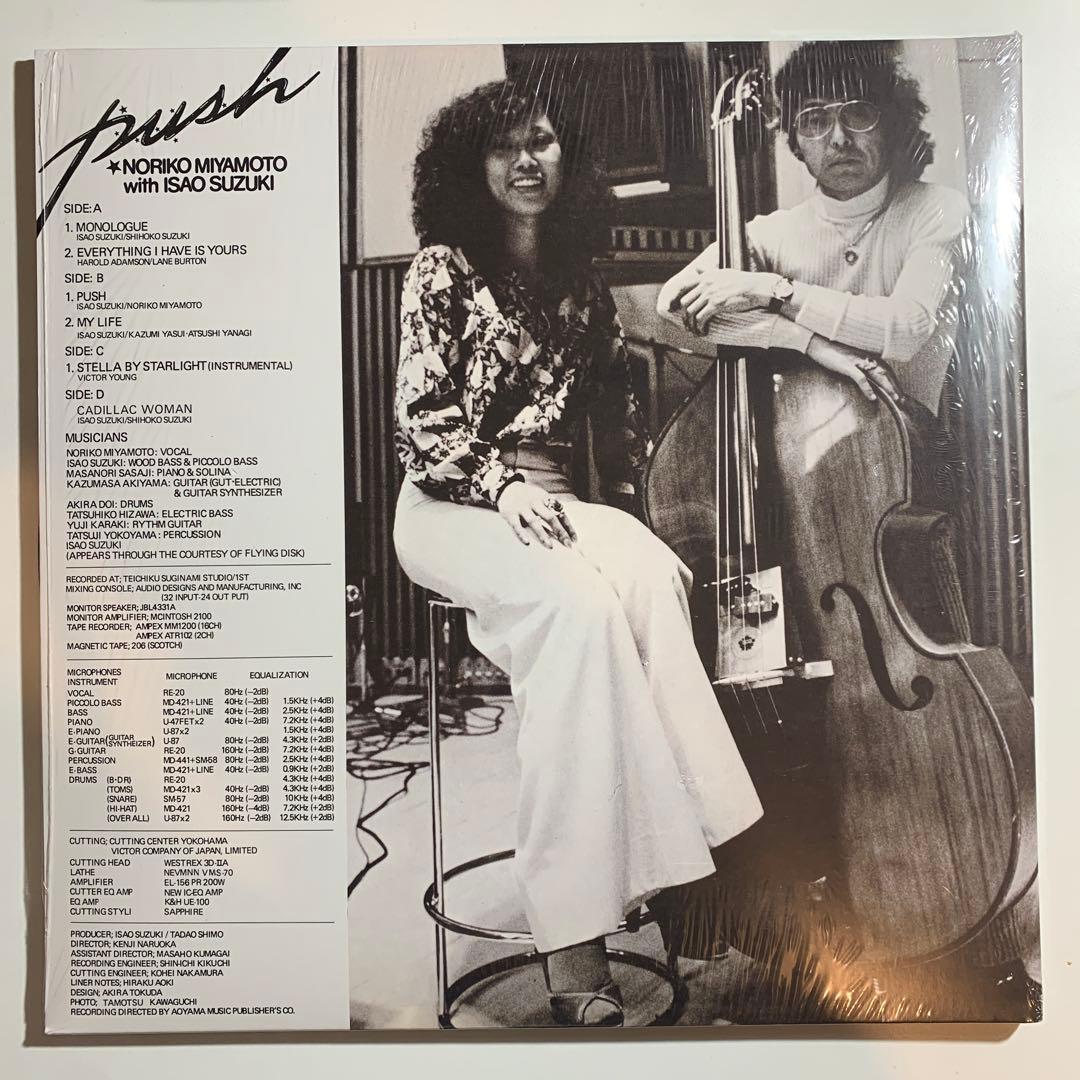 push
★NORIKO MIYAMOTO
with ISAO SUZUKI
SIDE: A
1. MONOLOGUE
ISAO SUZUKI/SHIHOKO SUZUKI
2. EVERYTHING I HAVE IS YOURS
HAROLD ADAMSON/LANE BURTON
SIDE: B
1. PUSH
ISAO SUZUKI/NORIKO MIYAMOTO
2. MY LIFE
ISAO SUZUKI/KAZUMI YASUI·ATSUSHI YANAGI
SIDE: C
1. STELLA BY STARLIGHT (INSTRUMENTAL)
VICTOR YOUNG
SIDE: D
CADILLAC WOMAN
ISAO SUZUKI/SHIHOKO SUZUKI
MUSICIANS
NORIKO MIYAMOTO: VOCAL
ISAO SUZUKI: WOOD BASS & PICCOLO BASS
MASANORI SASAJI: PIANO & SOLINA
KAZUMASA AKIYAMA: GUITAR (GUT·ELECTRIC)
& GUITAR SYNTHESIZER
AKIRA DOI: DRUMS
TATSUHIKO HIZAWA: ELECTRIC BASS
YUJI KARAKI: RYTHM GUITAR
TATSUJI YOKOYAMA: PERCUSSION
ISAO SUZUKI
(APPEARS THROUGH THE COURTESY OF FLYING DISK)
RECORDED AT; TEICHIKU SUGINAMI STUDIO/1ST
MIXING CONSOLE; AUDIO DESIGNS AND MANUFACTURING, INC
(32 INPUT-24 OUT PUT)
MONITOR SPEAKER; JBL4331A
MONITOR AMPLIFIER; MCINTOSH 2100
TAPE RECORDER; AMPEX MM1200 (16CH)
AMPEX ATR102 (2CH)
MAGNETIC TAPE; 206 (SCOTCH)
MICROPHONES
INSTRUMENT MICROPHONE EQUALIZATION
VOCAL RE-20 80Hz (−2dB)
PICCOLO BASS MD-421+LINE 40Hz (−2dB) 1.5KHz (+4dB)
BASS MD-421+LINE 40Hz (−2dB) 2.5KHz (+4dB)
PIANO U-47FET×2 40Hz (−2dB) 7.2KHz (+4dB)
E·PIANO U-87×2 1.5KHz (+4dB)
E·GUITAR (GUITAR SYNTHEIZER) U-87 80Hz (−2dB) 4.3KHz (+2dB)
G·GUITAR RE-20 160Hz (−2dB) 7.2KHz (+4dB)
PERCUSSION MD-441+SM-58 80Hz (−2dB) 2.5KHz (+4dB)
E·BASS MD-421+LINE 40Hz (−2dB) 0.9KHz (+2dB)
DRUMS (B·DR) RE-20 4.3KHz (+4dB)
(TOMS) MD-421×3 40Hz (−2dB) 4.3KHz (+4dB)
(SNARE) SM-57 80Hz (−2dB) 10KHz (+4dB)
(HI-HAT) MD-421 160Hz (−4dB) 7.2KHz (+2dB)
(OVER ALL) U-87×2 160Hz (−2dB) 12.5KHz (+2dB)
CUTTING; CUTTING CENTER YOKOHAMA
VICTOR COMPANY OF JAPAN, LIMITED
CUTTING HEAD WESTREX 3D-IIA
LATHE NEVMNN VMS-70
AMPLIFIER EL-156 PR 200W
CUTTER EQ AMP NEW IC-EQ AMP
EQ AMP K&H UE-100
CUTTING STYLI SAPPHIRE
PRODUCER; ISAO SUZUKI / TADAO SHIMO
DIRECTOR; KENJI NARUOKA
ASSISTANT DIRECTOR; MASAHO KUMAGAI
RECORDING ENGINEER; SHIN-ICHI KIKUCHI
CUTTING ENGINEER; KOHEI NAKAMURA
LINER NOTES; HIRAKU AOKI
DESIGN; AKIRA TOKUDA
PHOTO; TAMOTSU KAWAGUCHI
RECORDING DIRECTED BY AOYAMA MUSIC PUBLISHER'S CO.